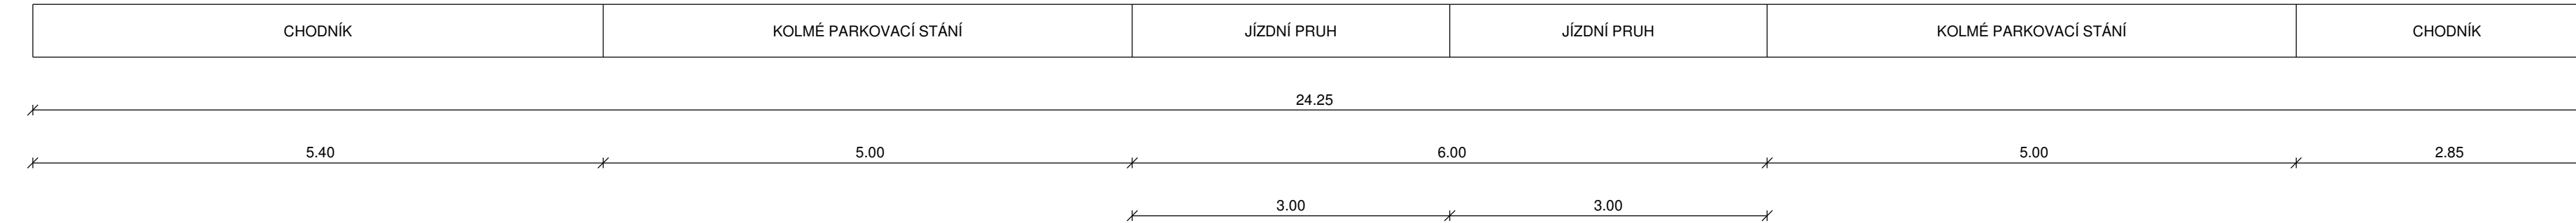 CHODNÍK KOLMÉ PARKOVACÍ STÁNÍ JÍZDNÍ PRUH JÍZDNÍ PRUH KOLMÉ PARKOVACÍ STÁNÍ CHODNÍK
24.25
5.40 5.00 6.00 5.00 2.85
3.00 3.00